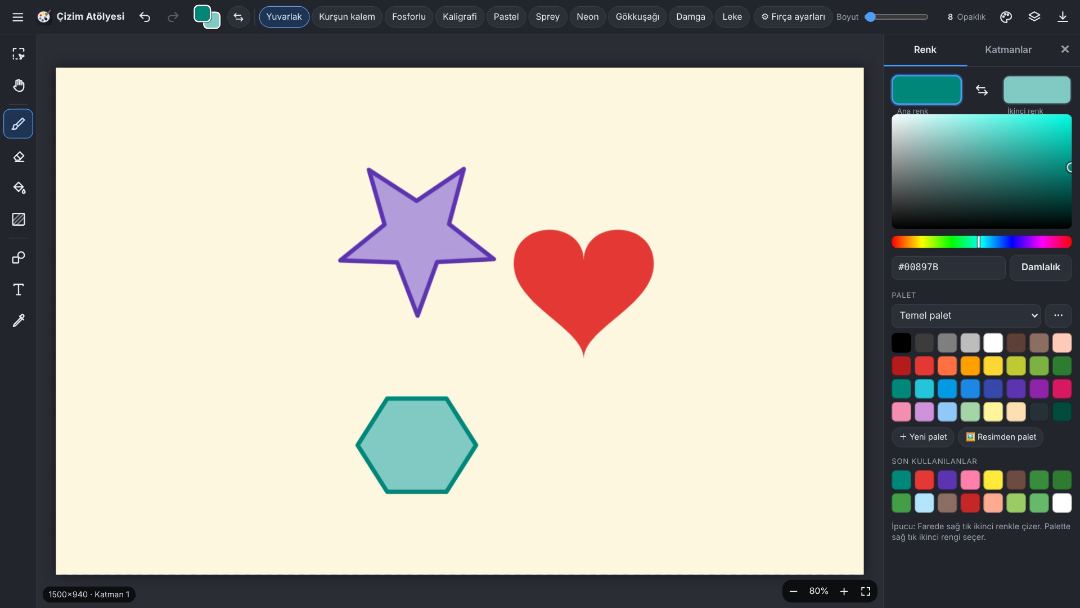 Çizim Atölyesi
Yuvarlak
Kurşun kalem
Fosforlu
Kaligrafi
Pastel
Sprey
Neon
Gökkuşağı
Damga
Leke
Fırça ayarları
Boyut
8
Opaklık
Renk
Katmanlar
Ana renk
İkinci renk
#00897B
Damlalık
PALET
Temel palet
+ Yeni palet
Resimden palet
SON KULLANILANLAR
İpucu: Farede sağ tık ikinci renkle çizer. Palette
sağ tık ikinci rengi seçer.
1500×940 · Katman 1
80%